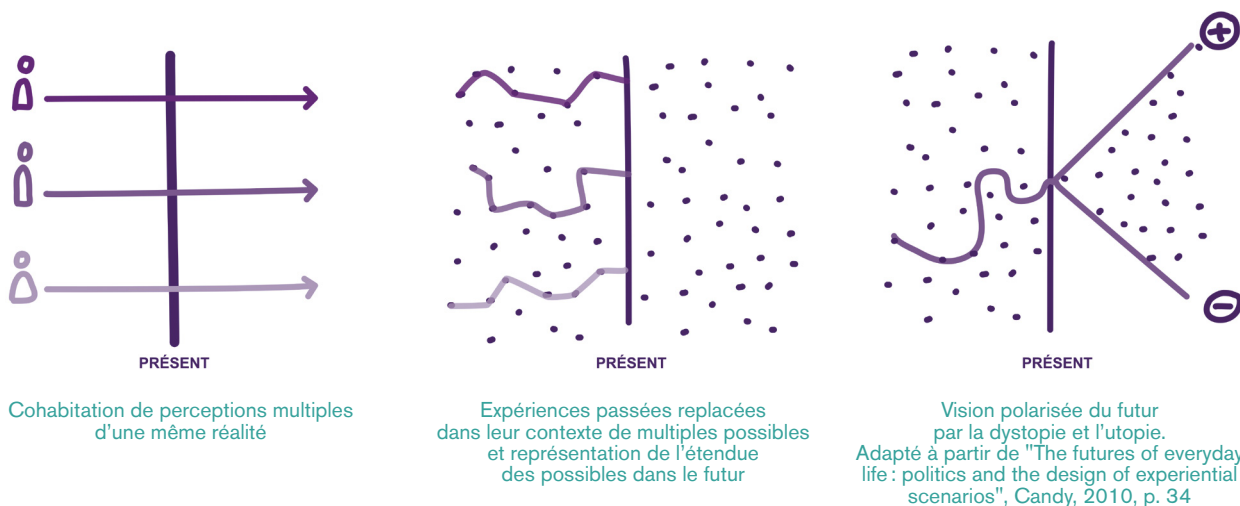 PRÉSENT
Cohabitation de perceptions multiples
d'une même réalité
PRÉSENT
Expériences passées replacées
dans leur contexte de multiples possibles
et représentation de l'étendue
des possibles dans le futur
+
−
PRÉSENT
Vision polarisée du futur
par la dystopie et l'utopie.
Adapté à partir de "The futures of everyday
life : politics and the design of experiential
scenarios", Candy, 2010, p. 34